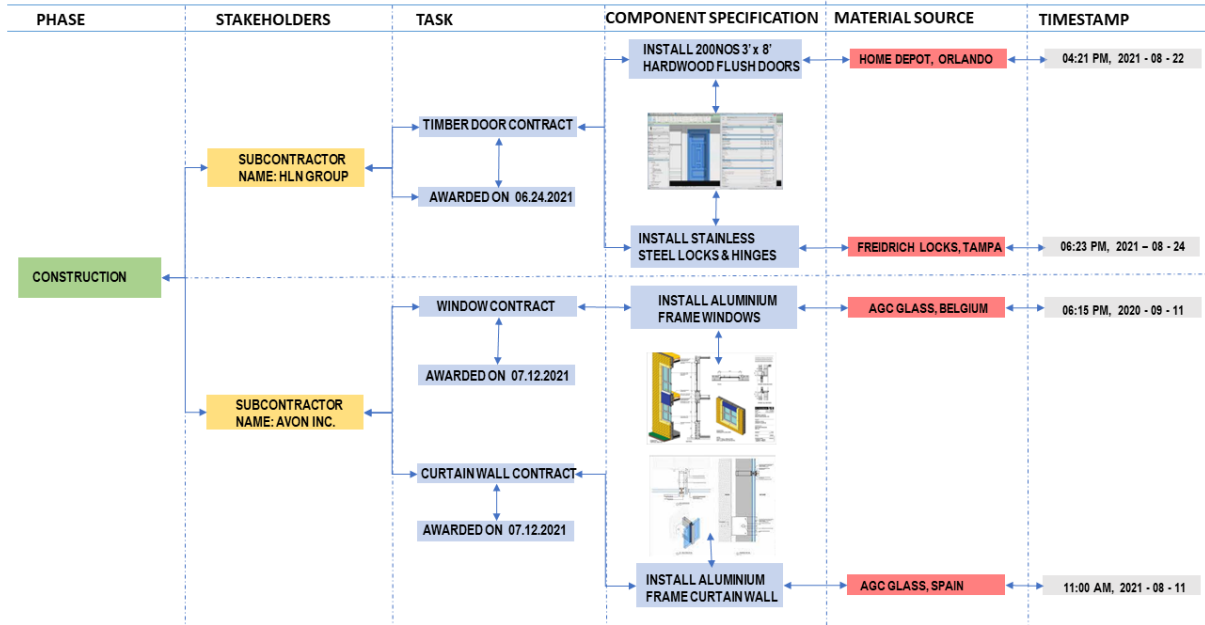 PHASE
STAKEHOLDERS
TASK
COMPONENT SPECIFICATION
MATERIAL SOURCE
TIMESTAMP
INSTALL 200NOS 3' x 8'
HARDWOOD FLUSH DOORS
HOME DEPOT, ORLANDO
04:21 PM, 2021 - 08 - 22
TIMBER DOOR CONTRACT
SUBCONTRACTOR
NAME: HLN GROUP
AWARDED ON 06.24.2021
INSTALL STAINLESS
STEEL LOCKS & HINGES
FREIDRICH LOCKS, TAMPA
06:23 PM, 2021 – 08 - 24
CONSTRUCTION
WINDOW CONTRACT
INSTALL ALUMINIUM
FRAME WINDOWS
AGC GLASS, BELGIUM
06:15 PM, 2020 - 09 - 11
AWARDED ON 07.12.2021
SUBCONTRACTOR
NAME: AVON INC.
CURTAIN WALL CONTRACT
AWARDED ON 07.12.2021
INSTALL ALUMINIUM
FRAME CURTAIN WALL
AGC GLASS, SPAIN
11:00 AM, 2021 - 08 - 11